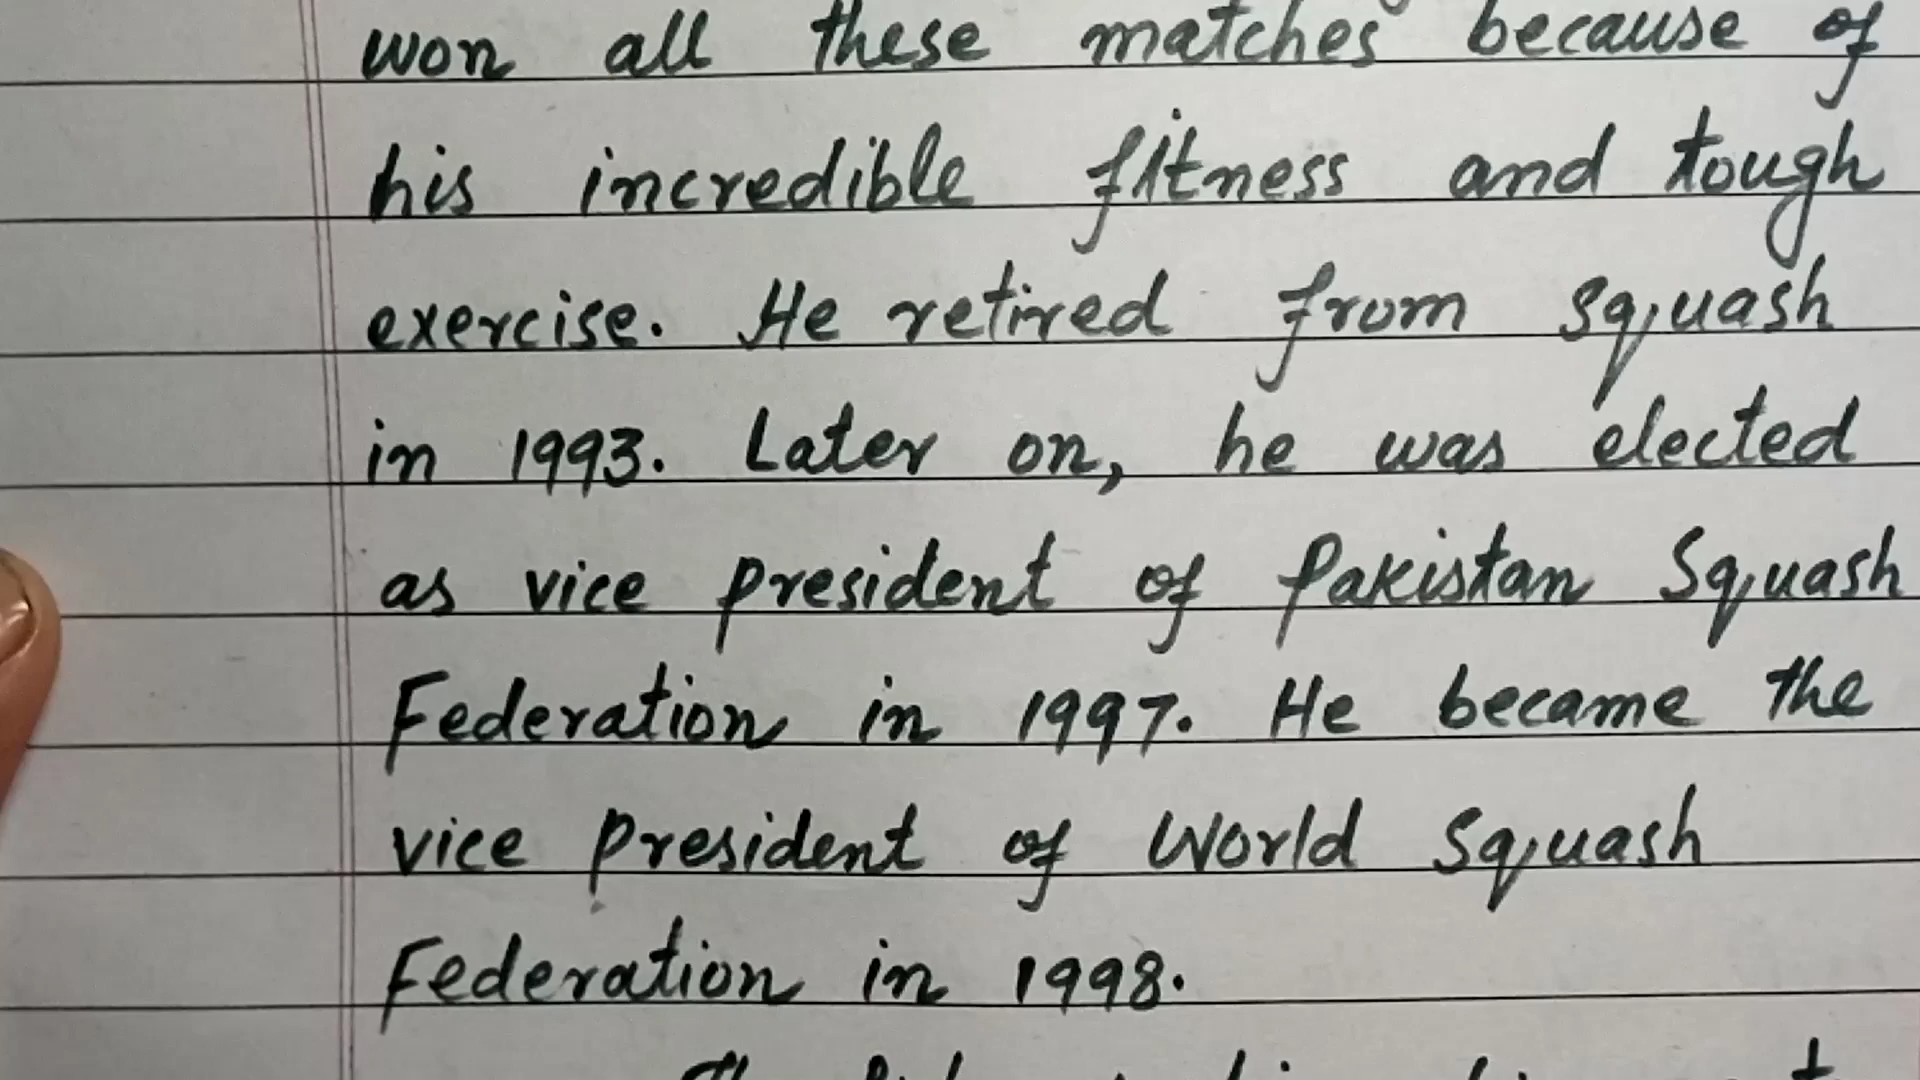 won all these matches because of
his incredible fitness and tough
exercise. He retired from squash
in 1993. Later on, he was elected
as vice president of Pakistan Squash
Federation in 1997. He became the
vice president of World Squash
Federation in 1998.